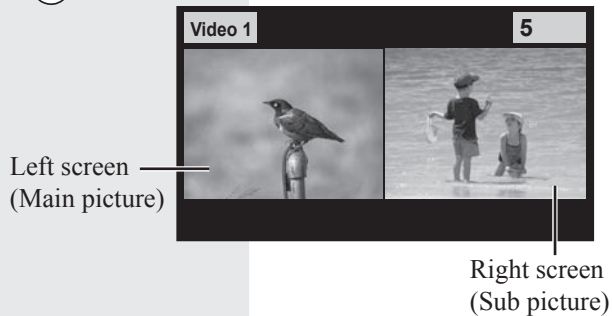 Video 1
5
Left screen
(Main picture)
Right screen
(Sub picture)